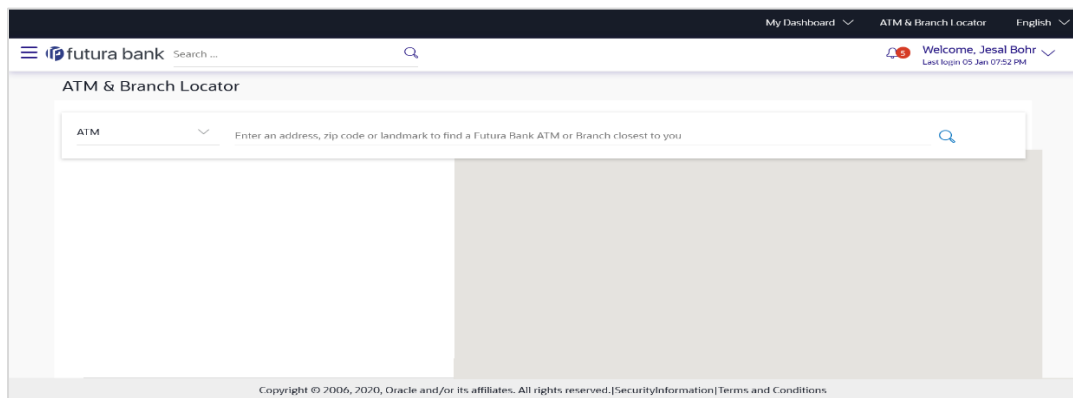 My Dashboard ATM & Branch Locator English
futura bank Search ... 5 Welcome, Jesal Bohr
Last login 05 Jan 07:52 PM
ATM & Branch Locator
ATM Enter an address, zip code or landmark to find a Futura Bank ATM or Branch closest to you
Copyright © 2006, 2020, Oracle and/or its affiliates. All rights reserved.|SecurityInformation|Terms and Conditions